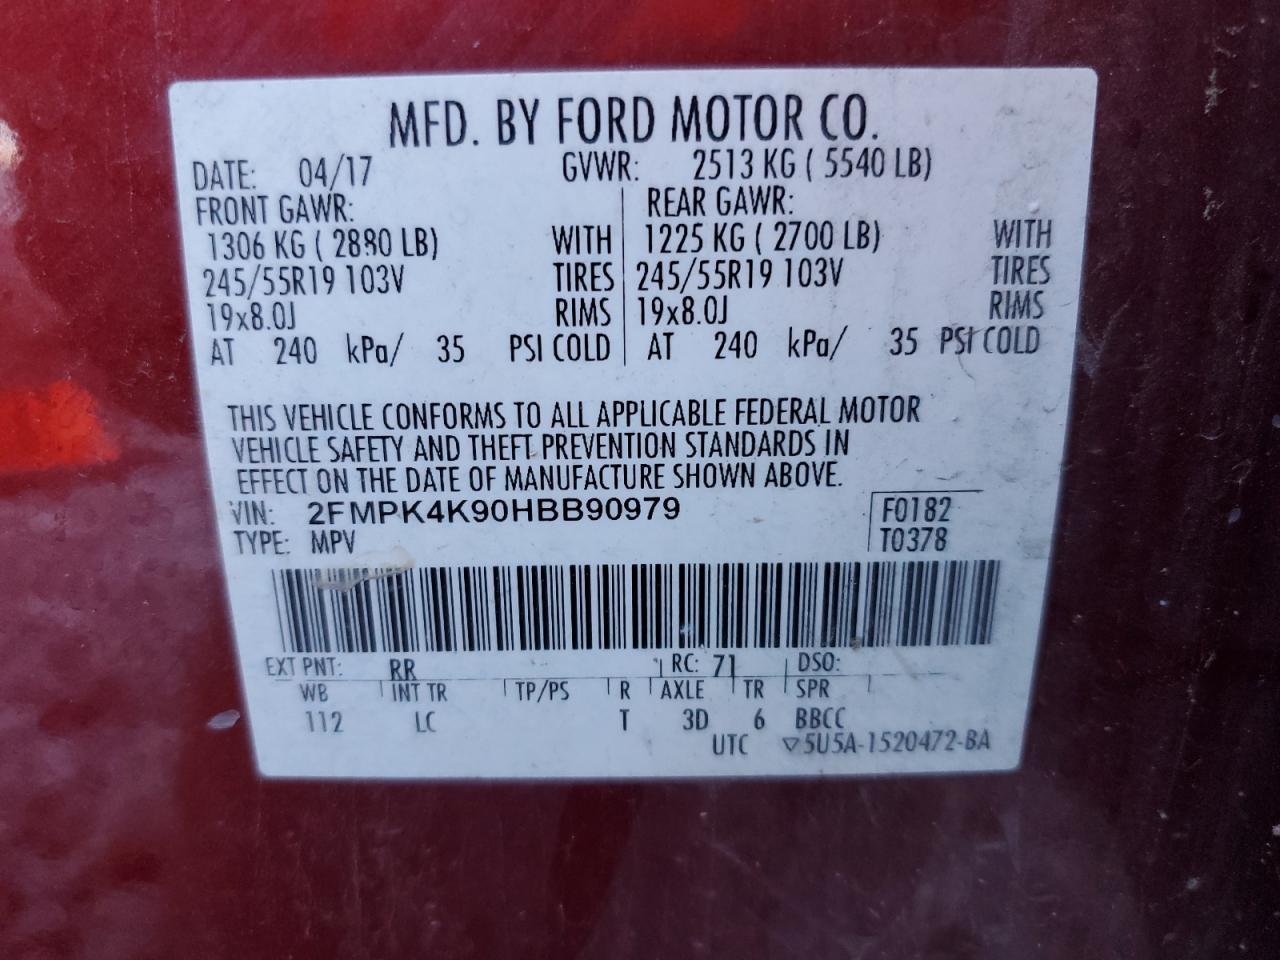 MFD. BY FORD MOTOR CO.
DATE: 04/17 GVWR: 2513 KG ( 5540 LB)
FRONT GAWR: REAR GAWR:
1306 KG ( 2880 LB) WITH 1225 KG ( 2700 LB) WITH
245/55R19 103V TIRES 245/55R19 103V TIRES
19x8.0J RIMS 19x8.0J RIMS
AT 240 kPa/ 35 PSI COLD AT 240 kPa/ 35 PSI COLD
THIS VEHICLE CONFORMS TO ALL APPLICABLE FEDERAL MOTOR
VEHICLE SAFETY AND THEFT PREVENTION STANDARDS IN
EFFECT ON THE DATE OF MANUFACTURE SHOWN ABOVE.
VIN: 2FMPK4K90HBB90979 F0182
TYPE: MPV T0378
EXT PNT: RR RC: 71 DSO:
WB INT TR TP/PS R AXLE TR SPR
112 LC T 3D 6 BBCC
UTC ▽5U5A-1520472-BA